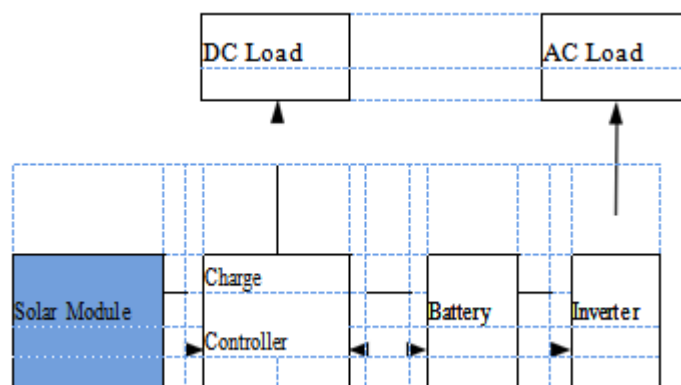 DC Load
AC Load
Charge
Solar Module
Battery
Inverter
Controller